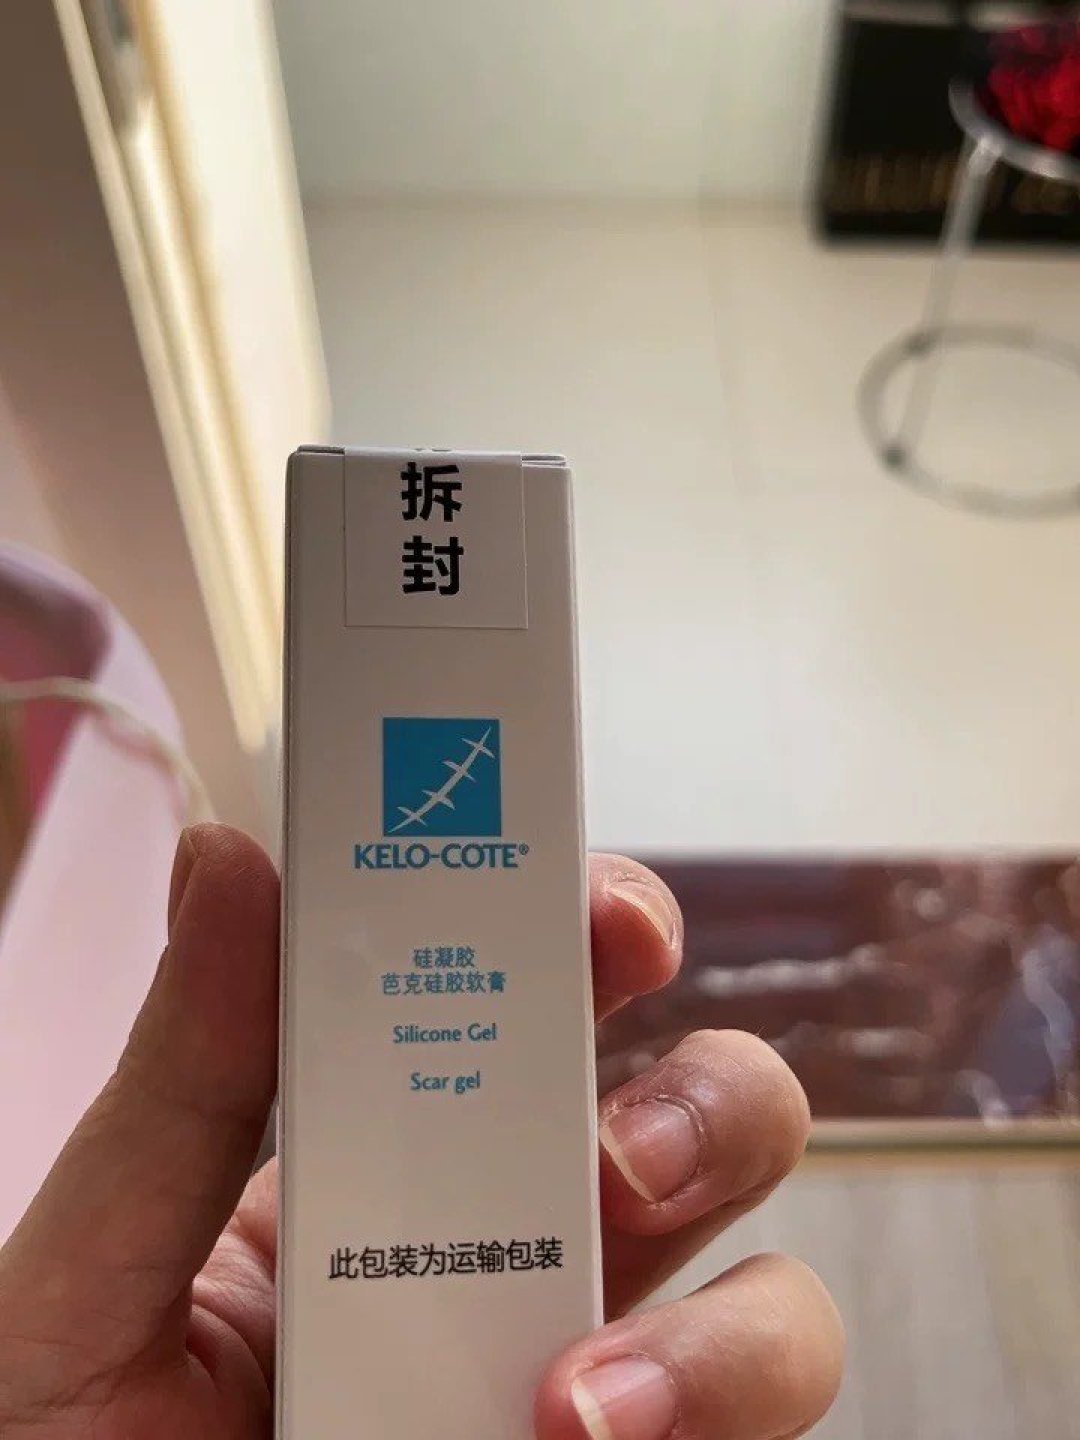 拆
封
KELO-COTE®
硅凝胶
芭克硅胶软膏
Silicone Gel
Scar gel
此包装为运输包装